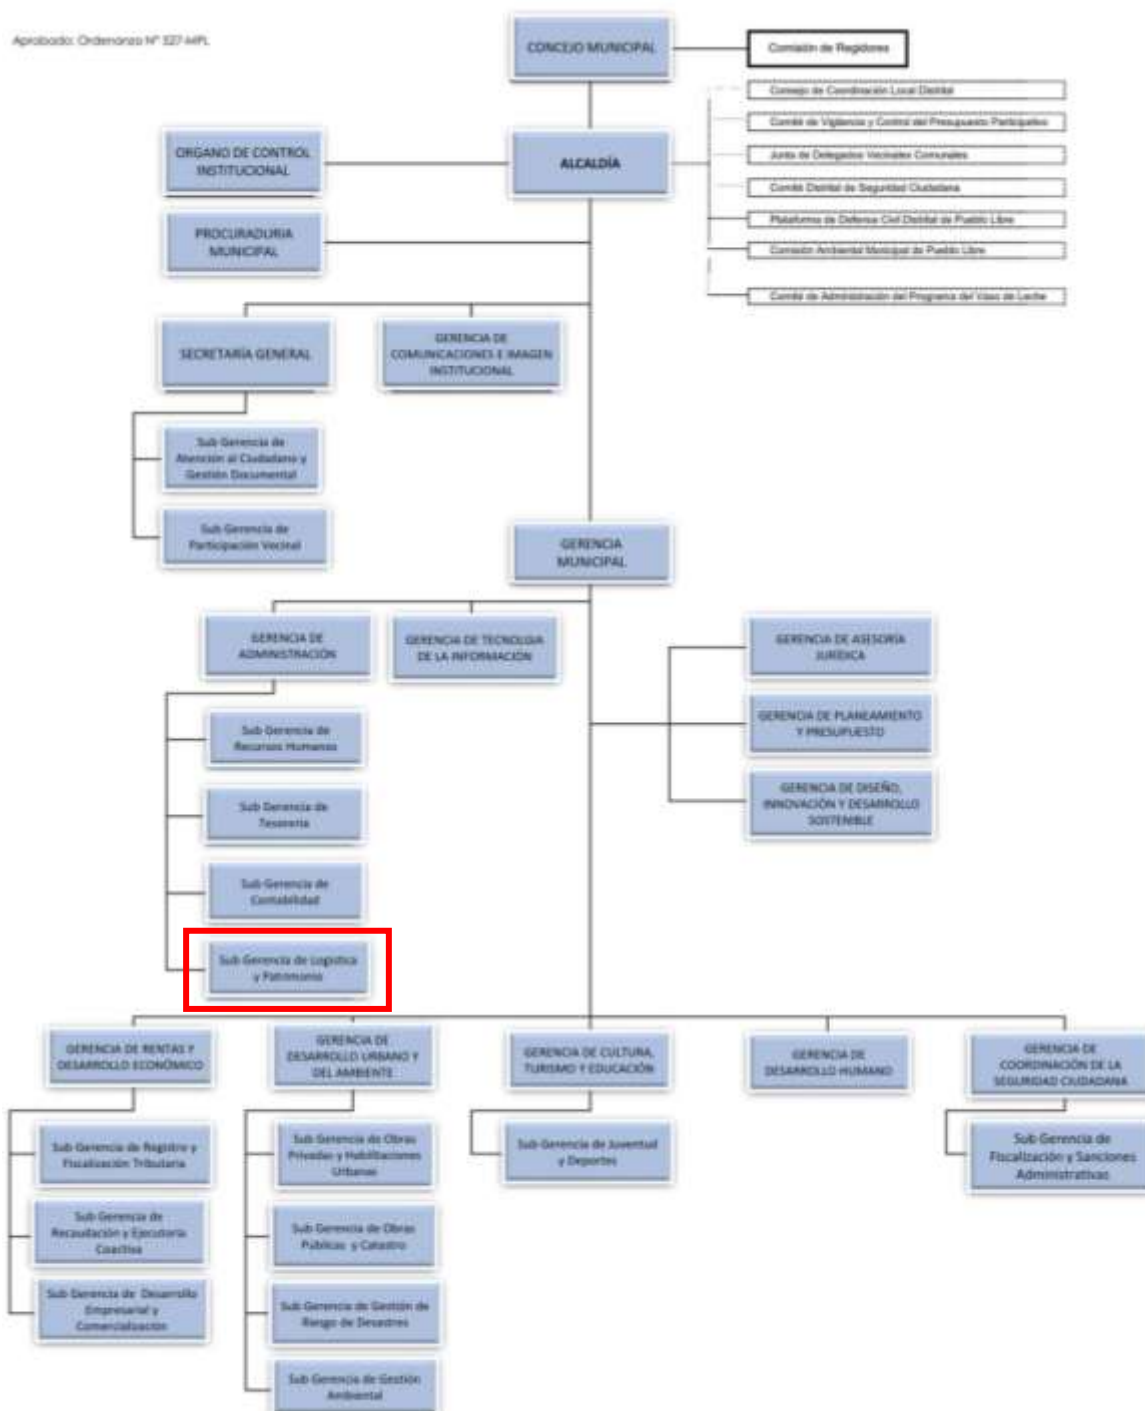 Aprobado: Ordenanza N° 527-MPL
CONCEJO MUNICIPAL
Comisión de Regidores
Consejo de Coordinación Local Distrital
Comité de Vigilancia y Control del Presupuesto Participativo
ORGANO DE CONTROL
INSTITUCIONAL
ALCALDÍA
Junta de Delegados Vecinales Comunales
Comité Distrital de Seguridad Ciudadana
Plataforma de Defensa Civil Distrital de Pueblo Libre
PROCURADURIA
MUNICIPAL
Comisión Ambiental Municipal de Pueblo Libre
Comité de Administración del Programa del Vaso de Leche
SECRETARÍA GENERAL
GERENCIA DE
COMUNICACIONES E IMAGEN
INSTITUCIONAL
Sub Gerencia de
Atención al Ciudadano y
Gestión Documental
Sub Gerencia de
Participación Vecinal
GERENCIA
MUNICIPAL
GERENCIA DE
ADMINISTRACIÓN
GERENCIA DE TECNOLGIA
DE LA INFORMACIÓN
GERENCIA DE ASESORÍA
JURÍDICA
Sub Gerencia de
Recursos Humanos
GERENCIA DE PLANEAMIENTO
Y PRESUPUESTO
Sub Gerencia de
Tesorería
GERENCIA DE DISEÑO,
INNOVACIÓN Y DESARROLLO
SOSTENIBLE
Sub Gerencia de
Contabilidad
Sub Gerencia de Logística
y Patrimonio
GERENCIA DE RENTAS Y
DESARROLLO ECONÓMICO
GERENCIA DE
DESARROLLO URBANO Y
DEL AMBIENTE
GERENCIA DE CULTURA,
TURISMO Y EDUCACIÓN
GERENCIA DE
DESARROLLO HUMANO
GERENCIA DE
COORDINACIÓN DE LA
SEGURIDAD CIUDADANA
Sub Gerencia de Registro y
Fiscalización Tributaria
Sub Gerencia de Obras
Privadas y Habilitaciones
Urbanas
Sub Gerencia de Juventud
y Deportes
Sub Gerencia de
Fiscalización y Sanciones
Administrativas
Sub Gerencia de
Recaudación y Ejecutoria
Coactiva
Sub Gerencia de Obras
Públicas y Catastro
Sub Gerencia de Desarrollo
Empresarial y
Comercialización
Sub Gerencia de Gestión de
Riesgo de Desastres
Sub Gerencia de Gestión
Ambiental